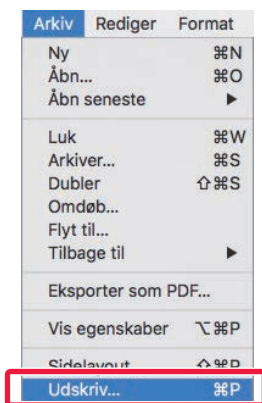 Arkiv Rediger Format
Ny ⌘N
Åbn... ⌘O
Åbn seneste ▶
Luk ⌘W
Arkiver... ⌘S
Dubler ⇧⌘S
Omdøb...
Flyt til...
Tilbage til ▶
Eksporter som PDF...
Vis egenskaber ⌥⌘P
Sidelayout ⇧⌘P
Udskriv... ⌘P